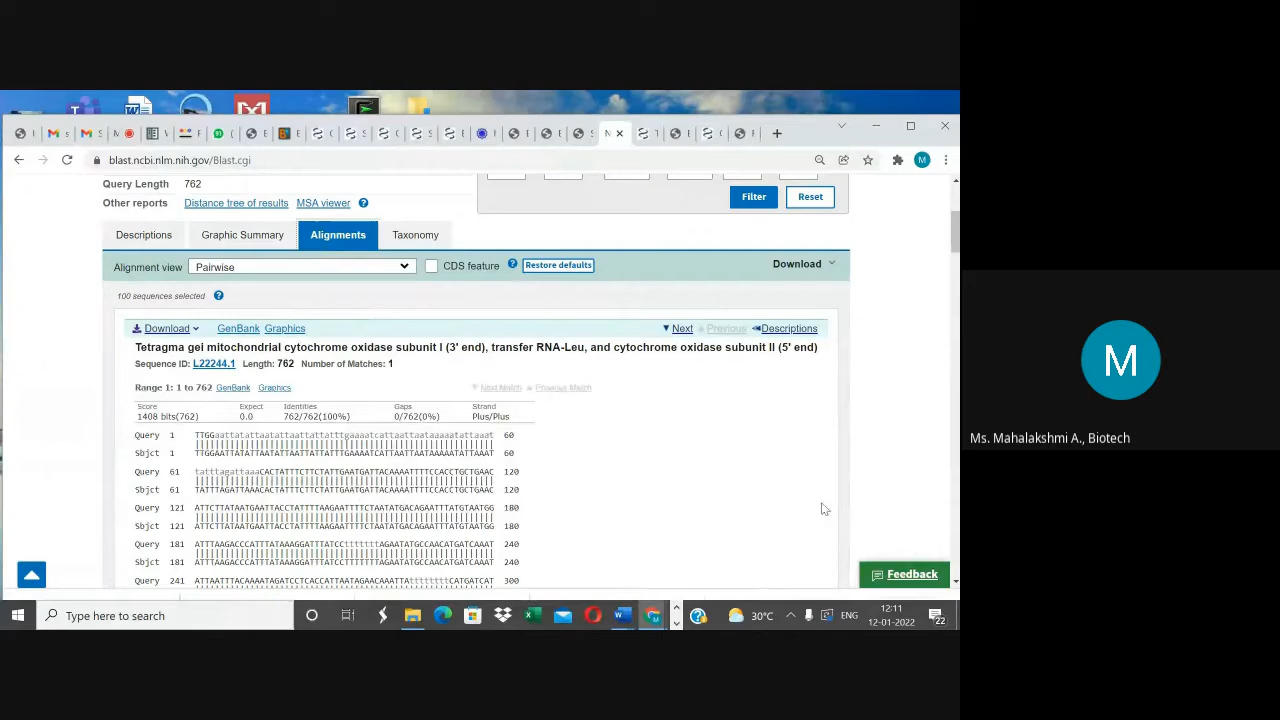 blast.ncbi.nlm.nih.gov/Blast.cgi
M
Query Length 762
Other reports Distance tree of results MSA viewer ?
Filter Reset
Descriptions Graphic Summary Alignments Taxonomy
Alignment view Pairwise CDS feature ? Restore defaults Download
100 sequences selected ?
Download GenBank Graphics Next Previous Descriptions
Tetragma gei mitochondrial cytochrome oxidase subunit I (3' end), transfer RNA-Leu, and cytochrome oxidase subunit II (5' end)
Sequence ID: L22244.1 Length: 762 Number of Matches: 1
Range 1: 1 to 762 GenBank Graphics Next Match Previous Match
Score Expect Identities Gaps Strand
1408 bits(762) 0.0 762/762(100%) 0/762(0%) Plus/Plus
Query 1 60
Sbjct 1 60
Query 61 120
Sbjct 61 120
Query 121 180
Sbjct 121 180
Query 181 ATTTAAGACCCATTTATAAAGGATTTATCCtttttttAGAATATGCCAACATGATCAAAT 240
Sbjct 181 ATTTAAGACCCATTTATAAAGGATTTATCCTTTTTTTAGAATATGCCAACATGATCAAAT 240
Query 241 300
Feedback
Type here to search
30°C ENG 12:11
12-01-2022 22
M
Ms. Mahalakshmi A., Biotech